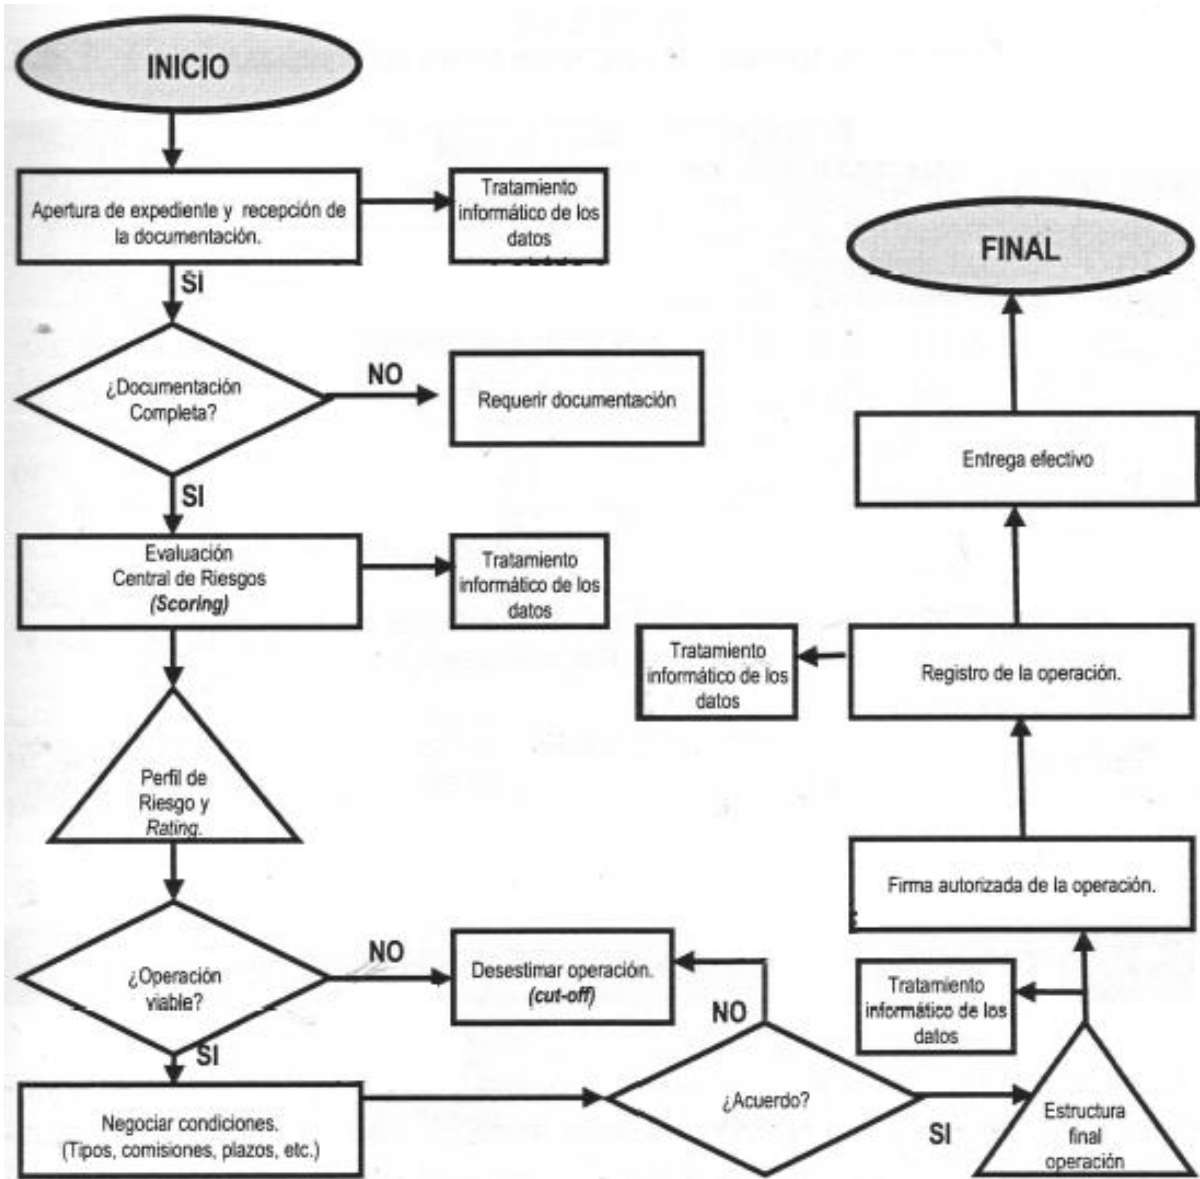 INICIO
Apertura de expediente y recepción de
la documentación.
Tratamiento
informático de los
datos
SI
¿Documentación
Completa?
NO
Requerir documentación
SI
Evaluación
Central de Riesgos
(Scoring)
Tratamiento
informático de los
datos
Perfil de
Riesgo y
Rating.
¿Operación
viable?
NO
Desestimar operación.
(cut-off)
SI
Negociar condiciones.
(Tipos, comisiones, plazos, etc.)
¿Acuerdo?
NO
SI
Estructura
final
operación
Tratamiento
informático de los
datos
Firma autorizada de la operación.
Registro de la operación.
Tratamiento
informático de los
datos
Entrega efectivo
FINAL